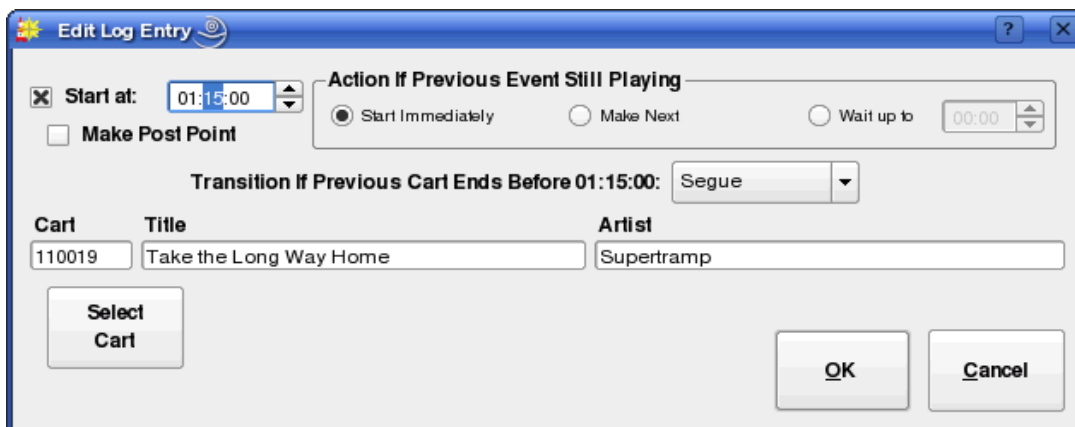 Edit Log Entry
?
Action If Previous Event Still Playing
Start at: 01:15:00
Start Immediately Make Next Wait up to 00:00
Make Post Point
Transition If Previous Cart Ends Before 01:15:00: Segue
Cart Title Artist
110019 Take the Long Way Home Supertramp
Select
Cart
OK Cancel